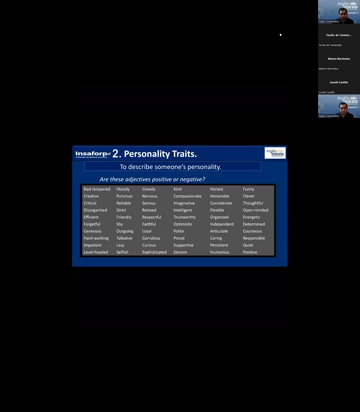 Insaforp
2. Personality Traits.
To describe someone's personality.
Are these adjectives positive or negative?
Bad-tempered Moody Greedy Kind Honest Funny
Creative Punctual Nervous Compassionate Honorable Clever
Critical Reliable Serious Imaginative Considerate Thoughtful
Disorganized Strict Relaxed Intelligent Flexible Open-minded
Efficient Friendly Respectful Trustworthy Organized Energetic
Forgetful Shy Faithful Optimistic Independent Determined
Generous Outgoing Loyal Polite Articulate Courteous
Hard-working Talkative Garrulous Proud Caring Responsible
Impatient Lazy Curious Supportive Persistent Quiet
Level-headed Selfish Sophisticated Sincere Humorous Positive